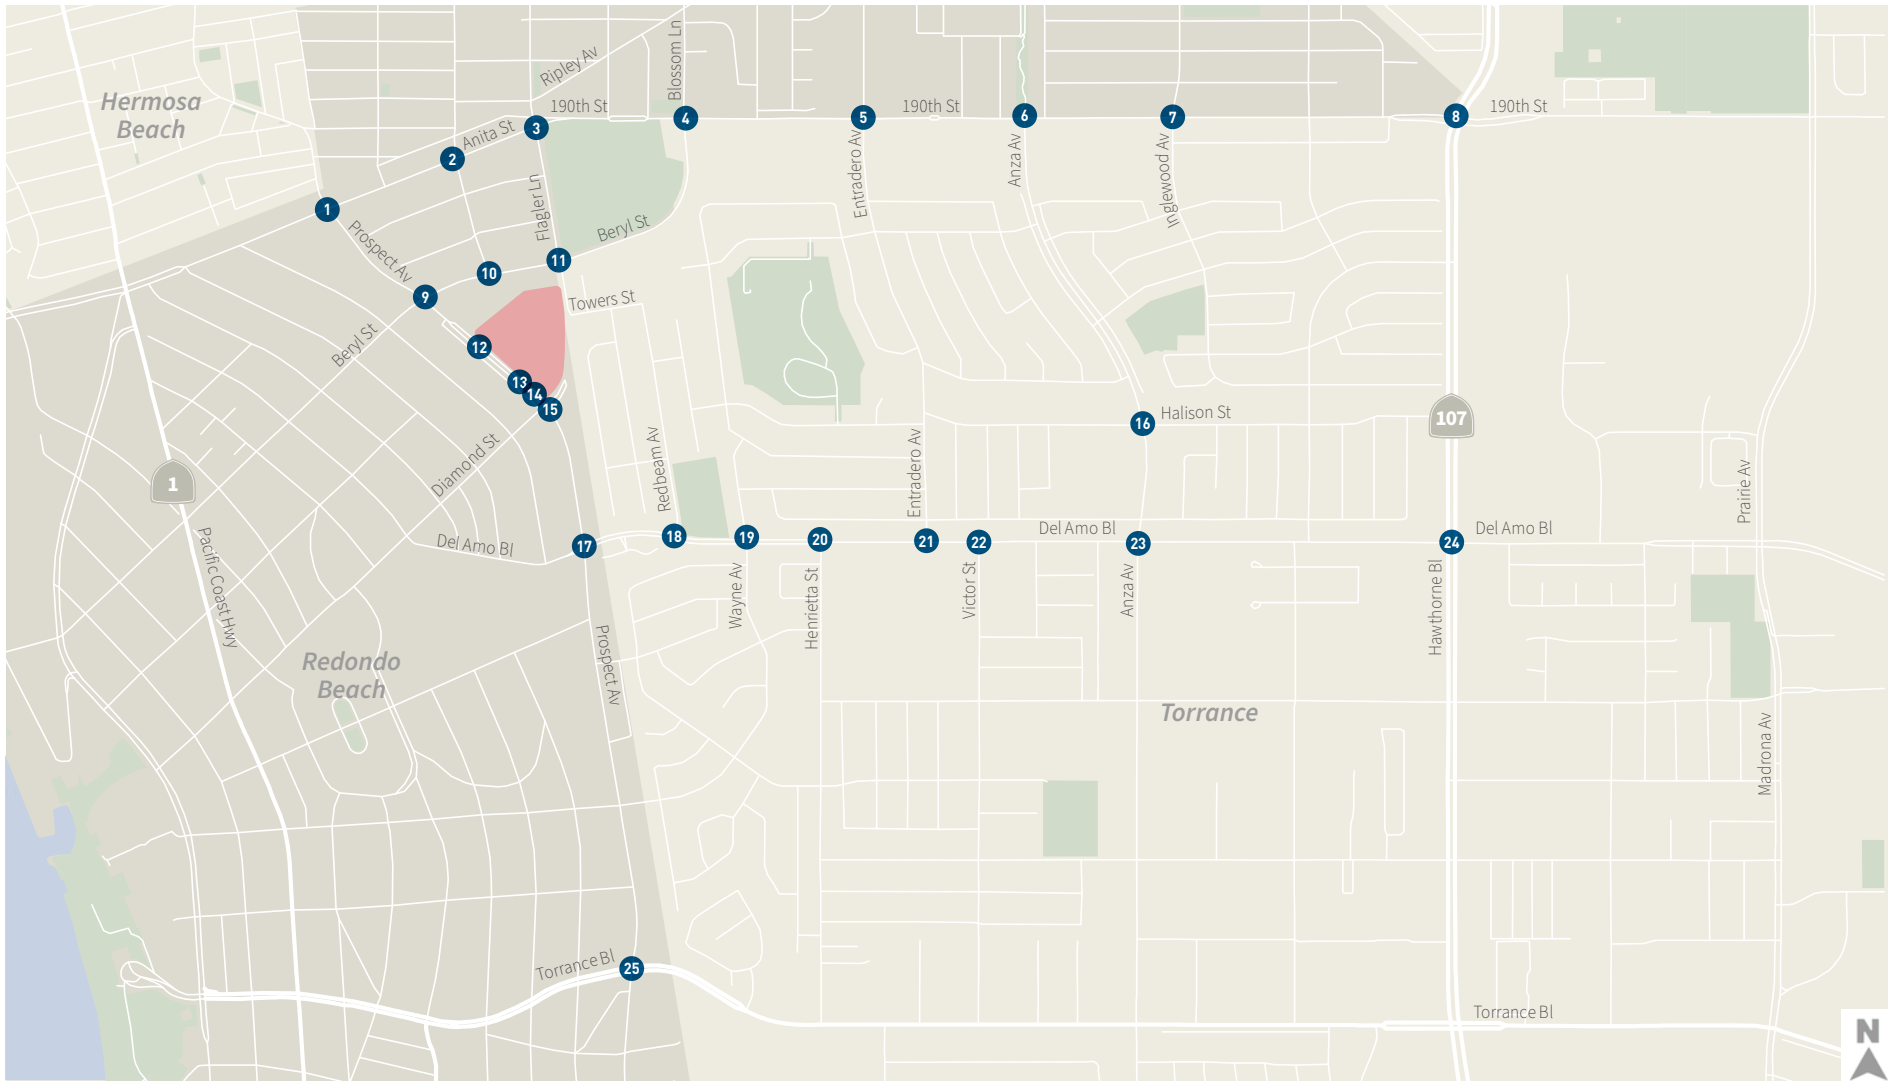 Hermosa
Beach
Ripley Av
Blossom Ln
190th St
190th St
190th St
Anita St
1
2
3
4
5
6
7
8
Entradero Av
Anza Av
Inglewood Av
Flagler Ln
Beryl St
Prospect Av
9
10
11
Towers St
Beryl St
12
13
14
15
16
Halison St
107
Diamond St
1
Redbeam Av
Entradero Av
Prairie Av
Pacific Coast Hwy
Del Amo Bl
17
18
19
20
21
22
Del Amo Bl
23
24
Del Amo Bl
Wayne Av
Henrietta St
Victor St
Anza Av
Hawthorne Bl
Redondo
Beach
Prospect Av
Torrance
Madrona Av
Torrance Bl
25
Torrance Bl
N